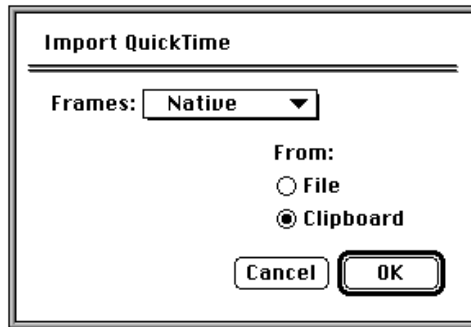 Import QuickTime
Frames: Native
From:
File
Clipboard
Cancel OK